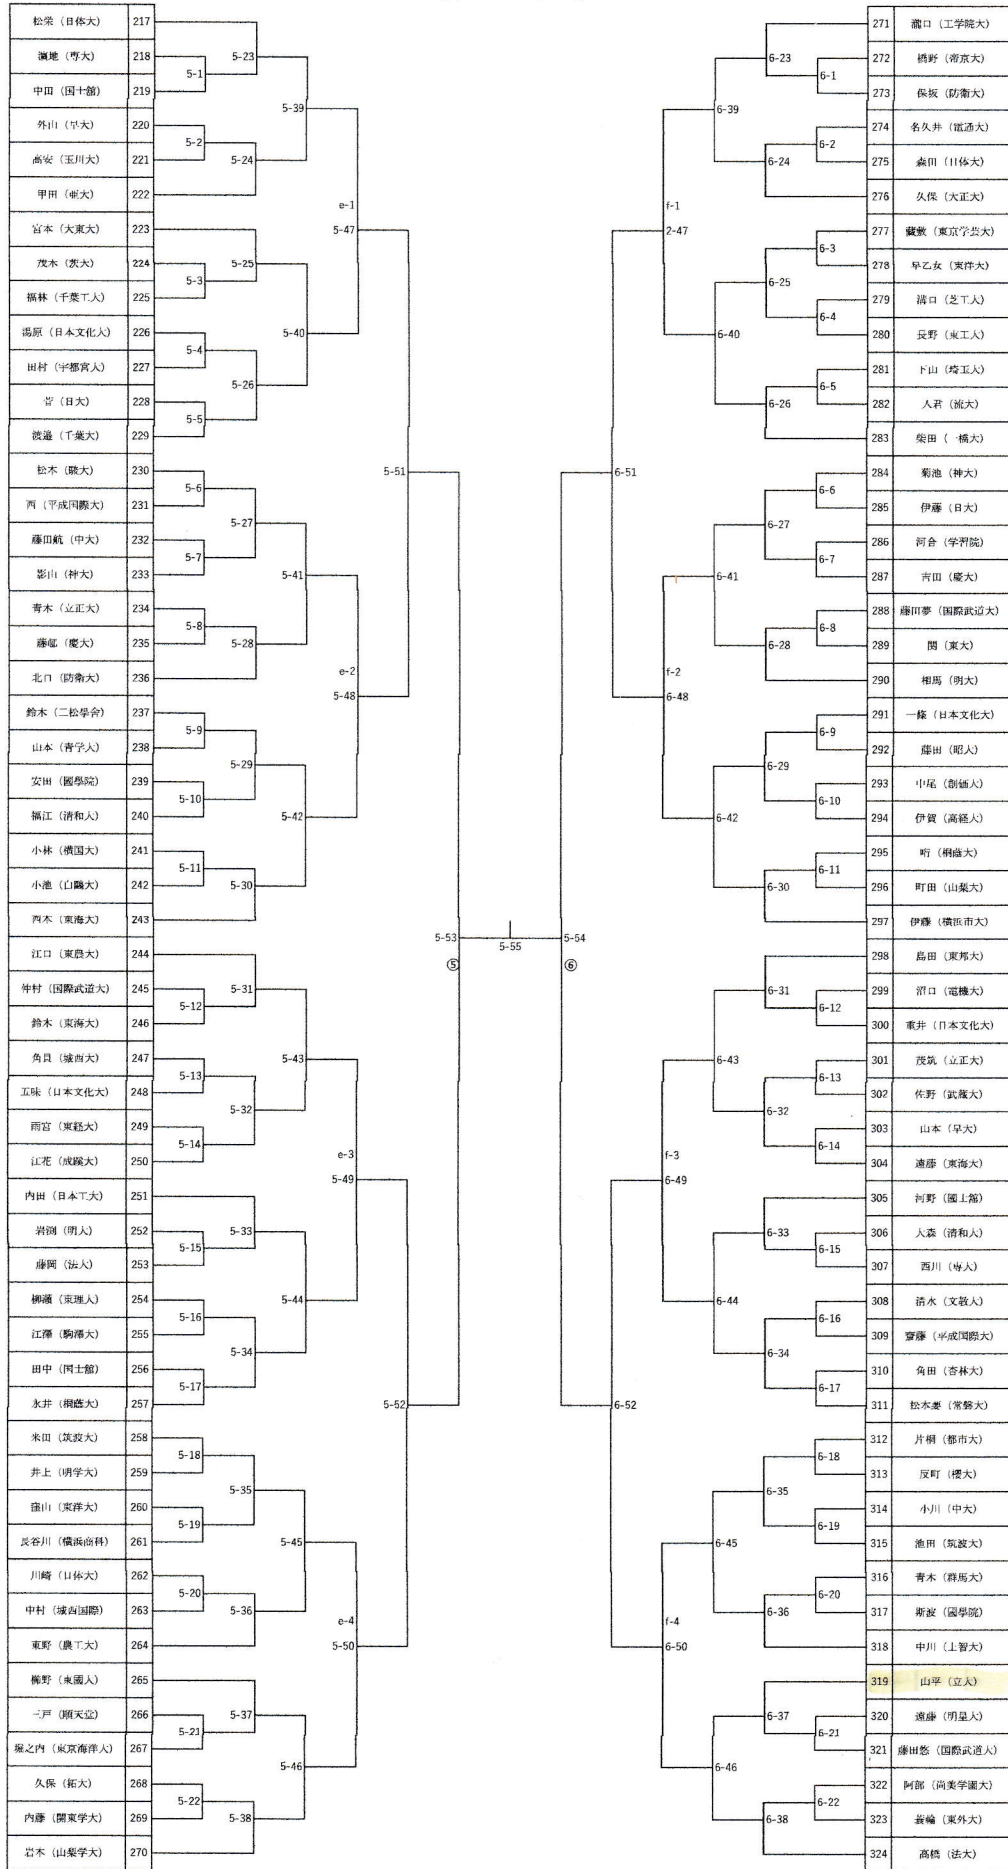 松栄（日体大） 217
濵地（専大） 218
中田（国士舘） 219
外山（早大） 220
高安（玉川大） 221
甲田（亜大） 222
宮本（大東大） 223
茂木（茨大） 224
福林（千葉工大） 225
湯原（日本文化大） 226
田村（宇都宮大） 227
菅（日大） 228
渡邉（千葉大） 229
松木（駿大） 230
西（平成国際大） 231
藤田航（中大） 232
影山（神大） 233
青木（立正大） 234
藤﨑（慶大） 235
北口（防衛大） 236
鈴木（二松學舍） 237
山本（青学大） 238
安田（國學院） 239
福江（清和大） 240
小林（横国大） 241
小池（白鷗大） 242
西木（東海大） 243
江口（東農大） 244
仲村（国際武道大） 245
鈴木（東海大） 246
角貝（城西大） 247
五味（日本文化大） 248
雨宮（東経大） 249
江花（成蹊大） 250
内田（日本工大） 251
岩渕（明大） 252
藤岡（法大） 253
柳瀬（東理大） 254
江藻（駒澤大） 255
田中（国士舘） 256
永井（桐蔭大） 257
米田（筑波大） 258
井上（明学大） 259
窪山（東洋大） 260
長谷川（横浜商科） 261
川崎（日体大） 262
中村（城西国際） 263
東野（農工大） 264
櫛野（東國大） 265
三戸（順天堂） 266
堀之内（東京海洋大） 267
久保（拓大） 268
内藤（関東学大） 269
岩木（山梨学大） 270
5-1
5-2
5-3
5-4
5-5
5-6
5-7
5-8
5-9
5-10
5-11
5-12
5-13
5-14
5-15
5-16
5-17
5-18
5-19
5-20
5-21
5-22
5-23
5-24
5-25
5-26
5-27
5-28
5-29
5-30
5-31
5-32
5-33
5-34
5-35
5-36
5-37
5-38
5-39
5-40
5-41
5-42
5-43
5-44
5-45
5-46
e-1
5-47
e-2
5-48
e-3
5-49
e-4
5-50
5-51
5-52
5-53
⑤
5-55
5-54
⑥
6-51
6-52
f-1
2-47
f-2
6-48
f-3
6-49
f-4
6-50
6-39
6-40
6-41
6-42
6-43
6-44
6-45
6-46
6-23
6-24
6-25
6-26
6-27
6-28
6-29
6-30
6-31
6-32
6-33
6-34
6-35
6-36
6-37
6-38
6-1
6-2
6-3
6-4
6-5
6-6
6-7
6-8
6-9
6-10
6-11
6-12
6-13
6-14
6-15
6-16
6-17
6-18
6-19
6-20
6-21
6-22
271 瀧口（工学院大）
272 橋野（帝京大）
273 保坂（防衛大）
274 名久井（電通大）
275 森田（日体大）
276 久保（大正大）
277 藏敷（東京学芸大）
278 早乙女（東洋大）
279 溝口（芝工大）
280 長野（東工大）
281 下山（埼玉大）
282 人君（流大）
283 柴田（一橋大）
284 菊池（神大）
285 伊藤（日大）
286 河合（学習院）
287 吉田（慶大）
288 藤田夢（国際武道大）
289 関（東大）
290 相馬（明大）
291 一條（日本文化大）
292 藤田（昭大）
293 中尾（創価大）
294 伊賀（高経大）
295 （桐蔭大）
296 町田（山梨大）
297 伊藤（横浜市大）
298 島田（東邦大）
299 沼口（電機大）
300 重井（日本文化大）
301 茂筑（立正大）
302 佐野（武蔵大）
303 山本（早大）
304 遠藤（東海大）
305 河野（國士舘）
306 大森（清和大）
307 西川（専大）
308 清水（文教大）
309 齋藤（平成国際大）
310 角田（杏林大）
311 松本要（常磐大）
312 片桐（都市大）
313 反町（櫻大）
314 小川（中大）
315 池田（筑波大）
316 青木（群馬大）
317 斯波（國學院）
318 中川（上智大）
319 山平（立大）
320 遠藤（明星大）
321 藤田悠（国際武道大）
322 阿部（尚美学園大）
323 蓑輪（東外大）
324 高橋（法大）